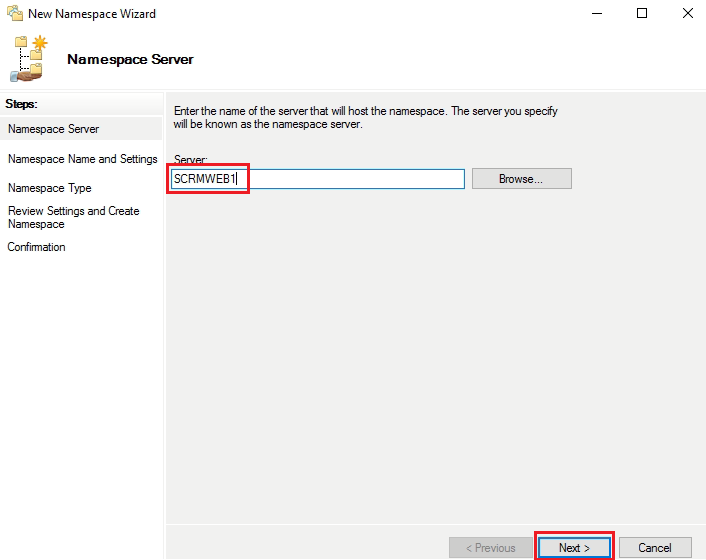 New Namespace Wizard
Namespace Server
Steps:
Namespace Server
Namespace Name and Settings
Namespace Type
Review Settings and Create
Namespace
Confirmation
Enter the name of the server that will host the namespace. The server you specify
will be known as the namespace server.
Server:
SCRMWEB1
Browse...
< Previous
Next >
Cancel